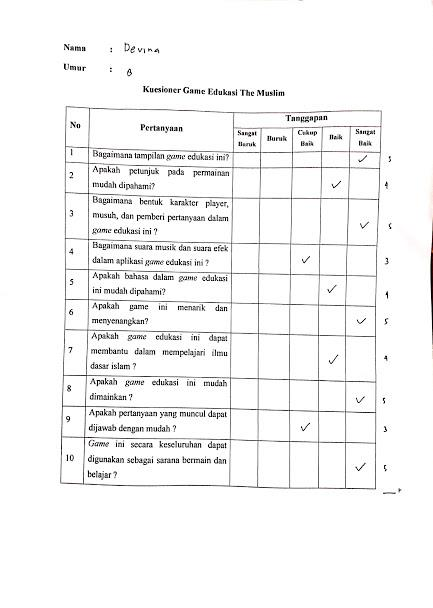 Nama : Devina
Umur : 8
Kuesioner Game Edukasi The Muslim
No Pertanyaan Tanggapan
Sangat Buruk Buruk Cukup Baik Baik Sangat Baik
1 Bagaimana tampilan game edukasi ini? ✓ 5
2 Apakah petunjuk pada permainan
mudah dipahami? ✓ 4
3 Bagaimana bentuk karakter player,
musuh, dan pemberi pertanyaan dalam
game edukasi ini ? ✓ 5
4 Bagaimana suara musik dan suara efek
dalam aplikasi game edukasi ini ? ✓ 3
5 Apakah bahasa dalam game edukasi
ini mudah dipahami? ✓ 4
6 Apakah game ini menarik dan
menyenangkan? ✓ 5
7 Apakah game edukasi ini dapat
membantu dalam mempelajari ilmu
dasar islam ? ✓ 4
8 Apakah game edukasi ini mudah
dimainkan ? ✓ 5
9 Apakah pertanyaan yang muncul dapat
dijawab dengan mudah ? ✓ 3
10 Game ini secara keseluruhan dapat
digunakan sebagai sarana bermain dan
belajar ? ✓ 5